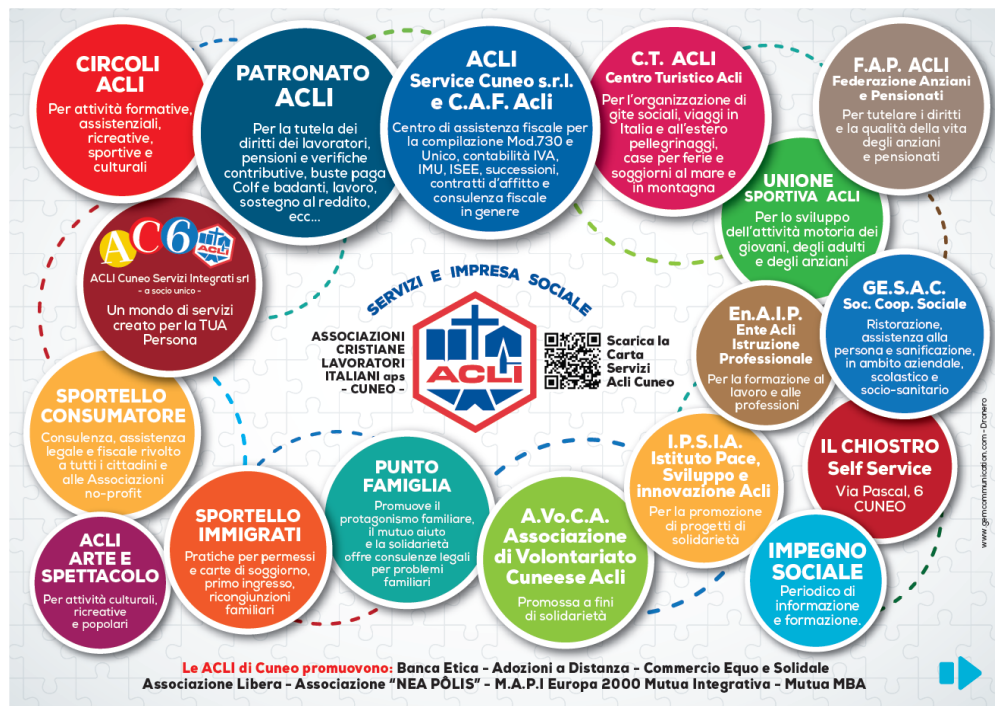 CIRCOLI
ACLI
Per attività formative,
assistenziali,
ricreative,
sportive e
culturali
PATRONATO
ACLI
Per la tutela dei
diritti dei lavoratori,
pensioni e verifiche
contributive, buste paga
Colf e badanti, lavoro,
sostegno al reddito,
ecc...
ACLI
Service Cuneo s.r.l.
e C.A.F. Acli
Centro di assistenza fiscale per
la compilazione Mod.730 e
Unico, contabilità IVA,
IMU, ISEE, successioni,
contratti d'affitto e
consulenza fiscale
in genere
C.T. ACLI
Centro Turistico Acli
Per l'organizzazione di
gite sociali, viaggi in
Italia e all'estero
pellegrinaggi,
case per ferie e
soggiorni al mare e
in montagna
F.A.P. ACLI
Federazione Anziani
e Pensionati
Per tutelare i diritti
e la qualità della vita
degli anziani
e pensionati
UNIONE
SPORTIVA ACLI
Per lo sviluppo
dell'attività motoria dei
giovani, degli adulti
e degli anziani
AC6 ACLI
ACLI Cuneo Servizi Integrati srl
- a socio unico -
Un mondo di servizi
creato per la TUA
Persona
SERVIZI E IMPRESA SOCIALE
ASSOCIAZIONI
CRISTIANE
LAVORATORI
ITALIANI aps
- CUNEO -
ACLI
Scarica la
Carta
Servizi
Acli Cuneo
En.A.I.P.
Ente Acli
Istruzione
Professionale
Per la formazione al
lavoro e alle
professioni
GE.S.A.C.
Soc. Coop. Sociale
Ristorazione,
assistenza alla
persona e sanificazione,
in ambito aziendale,
scolastico e
socio-sanitario
SPORTELLO
CONSUMATORE
Consulenza, assistenza
legale e fiscale rivolto
a tutti i cittadini e
alle Associazioni
no-profit
SPORTELLO
IMMIGRATI
Pratiche per permessi
e carte di soggiorno,
primo ingresso,
ricongiunzioni
familiari
PUNTO
FAMIGLIA
Promuove il
protagonismo familiare,
il mutuo aiuto
e la solidarietà
offre consulenze legali
per problemi
familiari
A.Vo.C.A.
Associazione
di Volontariato
Cuneese Acli
Promossa a fini
di solidarietà
I.P.S.I.A.
Istituto Pace,
Sviluppo e
innovazione Acli
Per la promozione
di progetti di
solidarietà
IL CHIOSTRO
Self Service
Via Pascal, 6
CUNEO
ACLI
ARTE E
SPETTACOLO
Per attività culturali,
ricreative
e popolari
IMPEGNO
SOCIALE
Periodico di
informazione
e formazione.
www.gemcommunication.com - Dronero
Le ACLI di Cuneo promuovono: Banca Etica - Adozioni a Distanza - Commercio Equo e Solidale
Associazione Libera - Associazione "NEA PÔLIS" - M.A.P.I Europa 2000 Mutua Integrativa - Mutua MBA